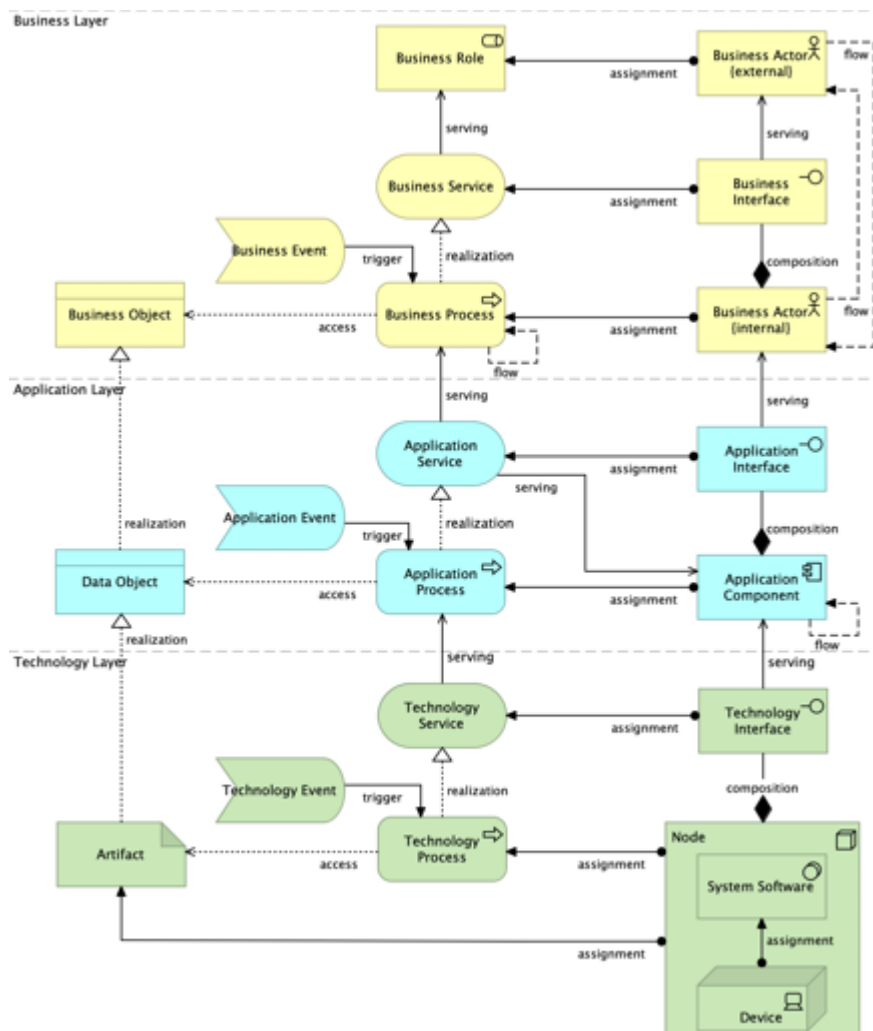 Business Layer
Business Role
assignment
Business Actor
(external)
flow
serving
serving
Business Service
assignment
Business
Interface
Business Event
trigger
realization
composition
Business Object
access
Business Process
assignment
Business Actor
(internal)
flow
flow
Application Layer
serving
serving
Application
Service
assignment
Application
Interface
serving
Application Event
trigger
realization
composition
realization
Data Object
access
Application
Process
assignment
Application
Component
realization
flow
Technology Layer
serving
serving
Technology
Service
assignment
Technology
Interface
Technology Event
trigger
realization
composition
Artifact
access
Technology
Process
assignment
Node
System Software
assignment
assignment
Device